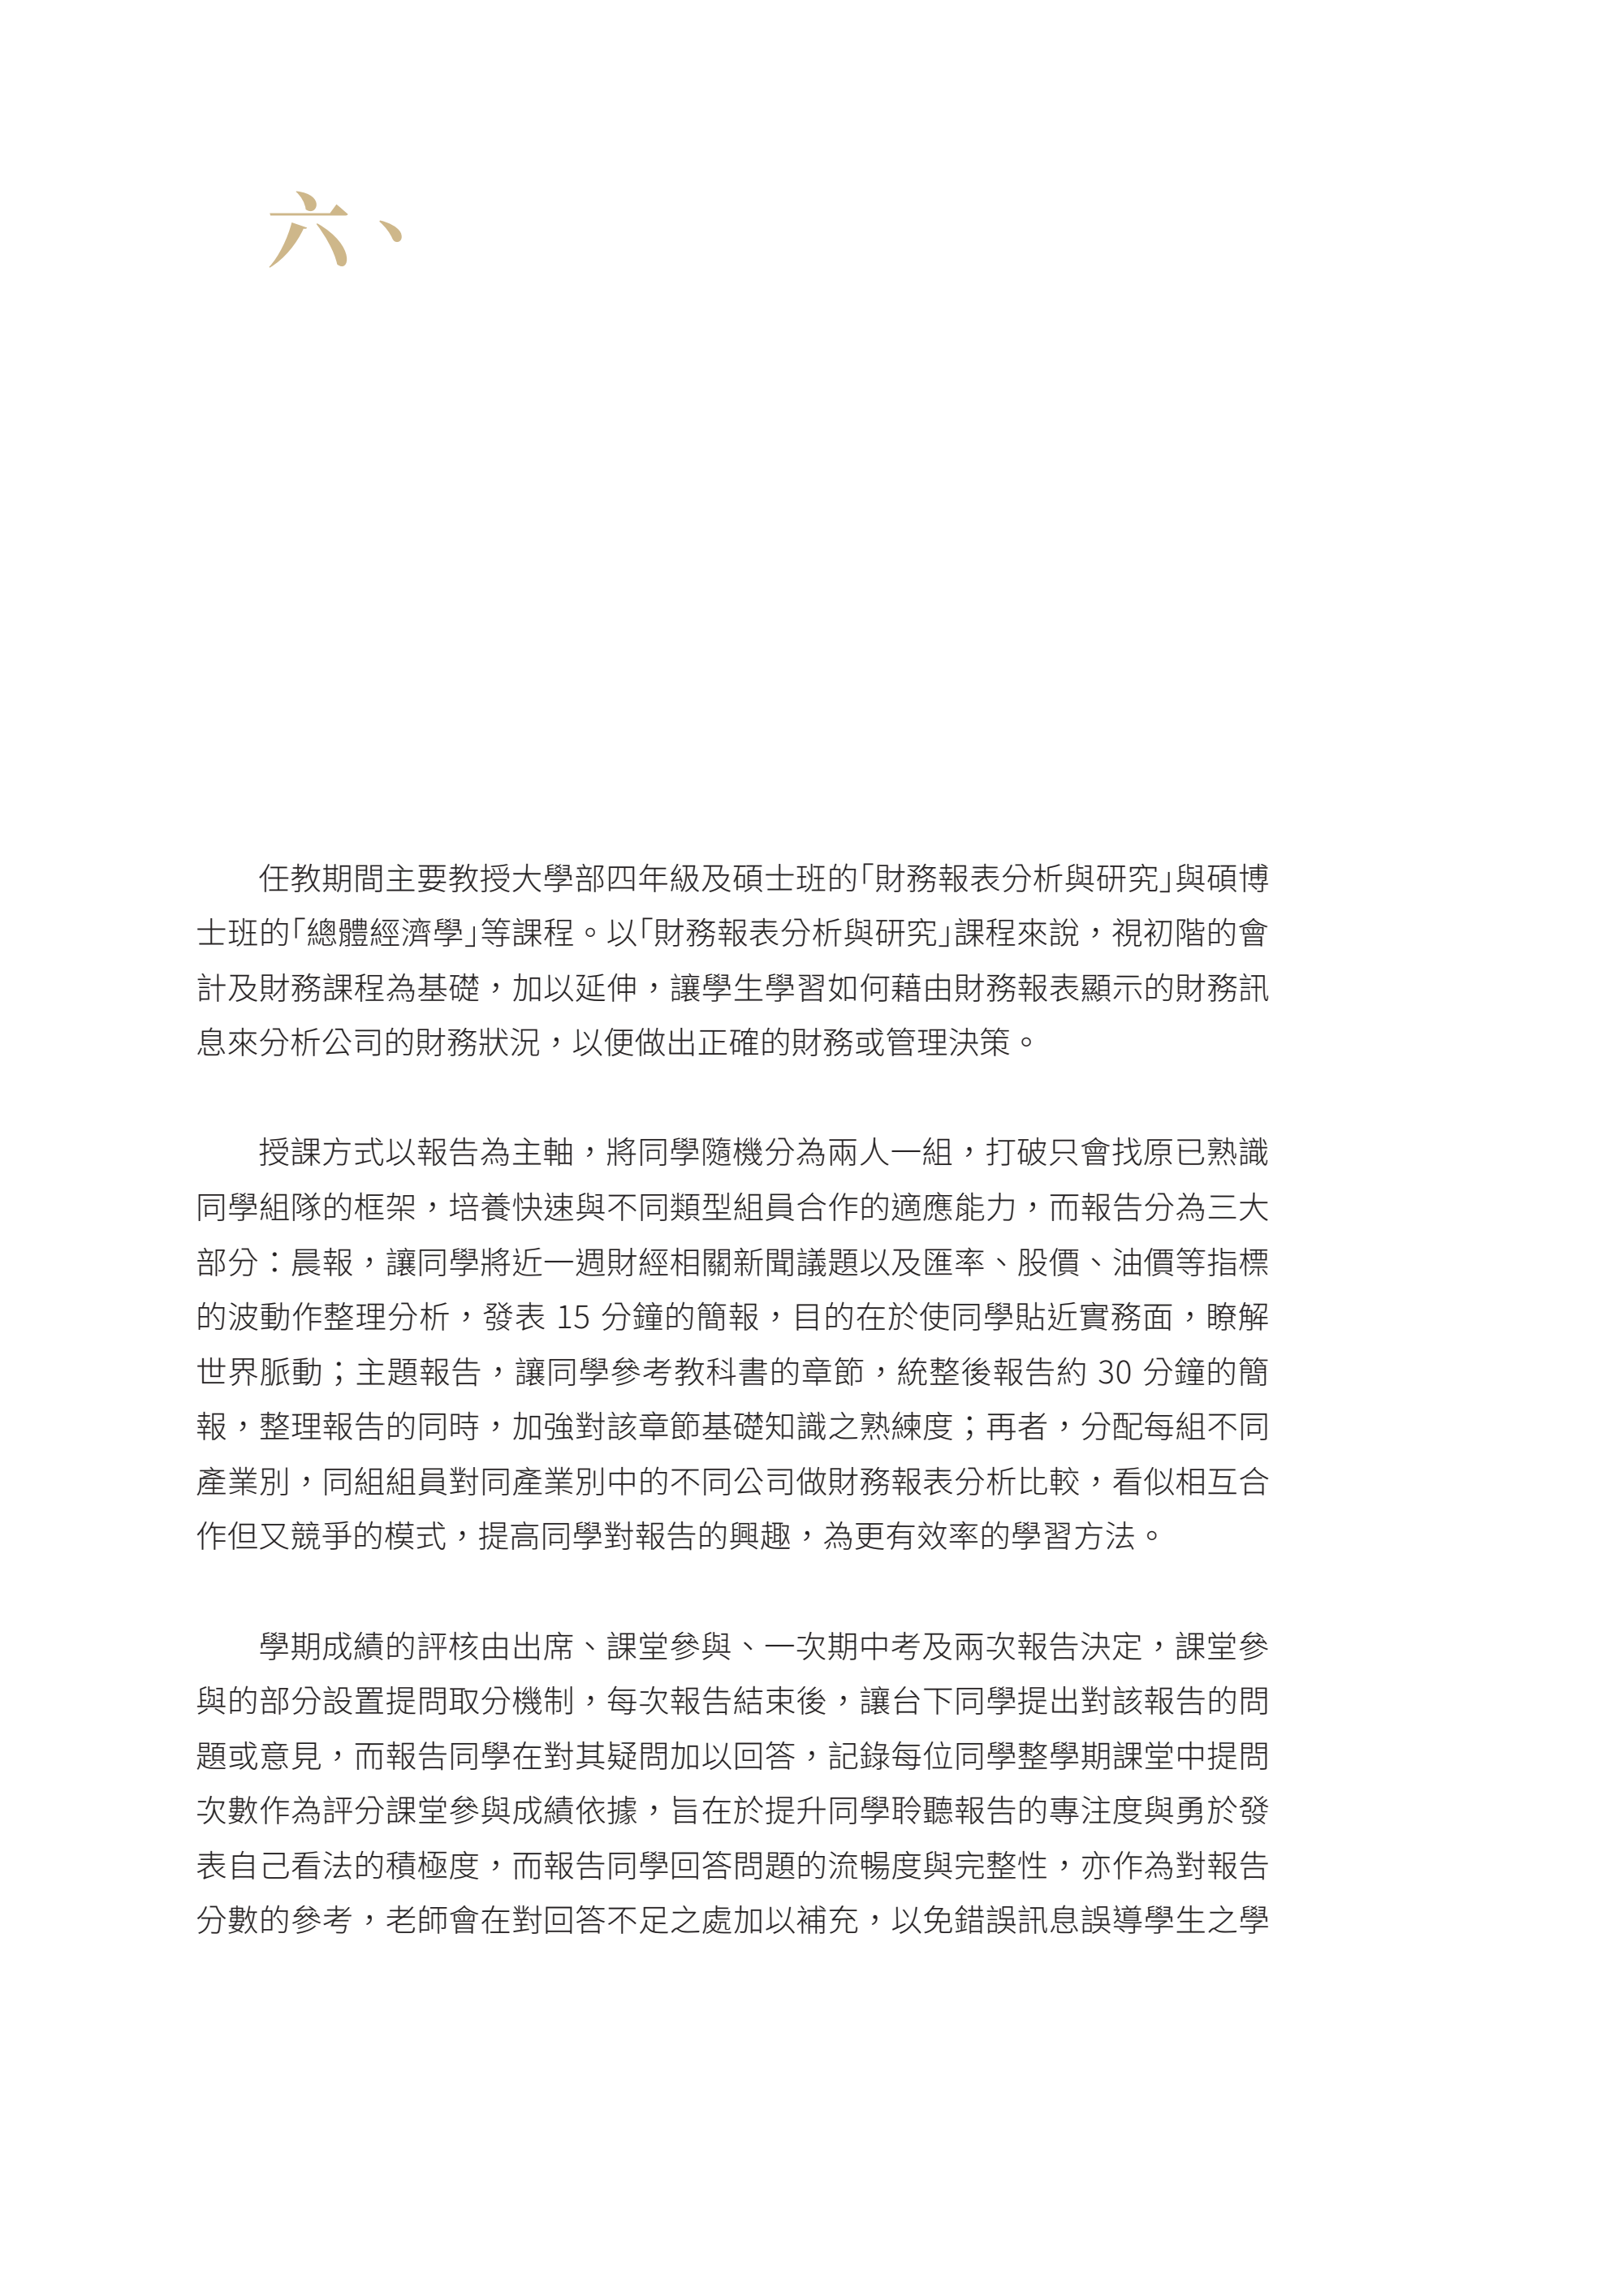 六、
任教期間主要教授大學部四年級及碩士班的「財務報表分析與研究」與碩博
士班的「總體經濟學」等課程。以「財務報表分析與研究」課程來說，視初階的會
計及財務課程為基礎，加以延伸，讓學生學習如何藉由財務報表顯示的財務訊
息來分析公司的財務狀況，以便做出正確的財務或管理決策。
授課方式以報告為主軸，將同學隨機分為兩人一組，打破只會找原已熟識
同學組隊的框架，培養快速與不同類型組員合作的適應能力，而報告分為三大
部分：晨報，讓同學將近一週財經相關新聞議題以及匯率、股價、油價等指標
的波動作整理分析，發表 15 分鐘的簡報，目的在於使同學貼近實務面，瞭解
世界脈動；主題報告，讓同學參考教科書的章節，統整後報告約 30 分鐘的簡
報，整理報告的同時，加強對該章節基礎知識之熟練度；再者，分配每組不同
產業別，同組組員對同產業別中的不同公司做財務報表分析比較，看似相互合
作但又競爭的模式，提高同學對報告的興趣，為更有效率的學習方法。
學期成績的評核由出席、課堂參與、一次期中考及兩次報告決定，課堂參
與的部分設置提問取分機制，每次報告結束後，讓台下同學提出對該報告的問
題或意見，而報告同學在對其疑問加以回答，記錄每位同學整學期課堂中提問
次數作為評分課堂參與成績依據，旨在於提升同學聆聽報告的專注度與勇於發
表自己看法的積極度，而報告同學回答問題的流暢度與完整性，亦作為對報告
分數的參考，老師會在對回答不足之處加以補充，以免錯誤訊息誤導學生之學